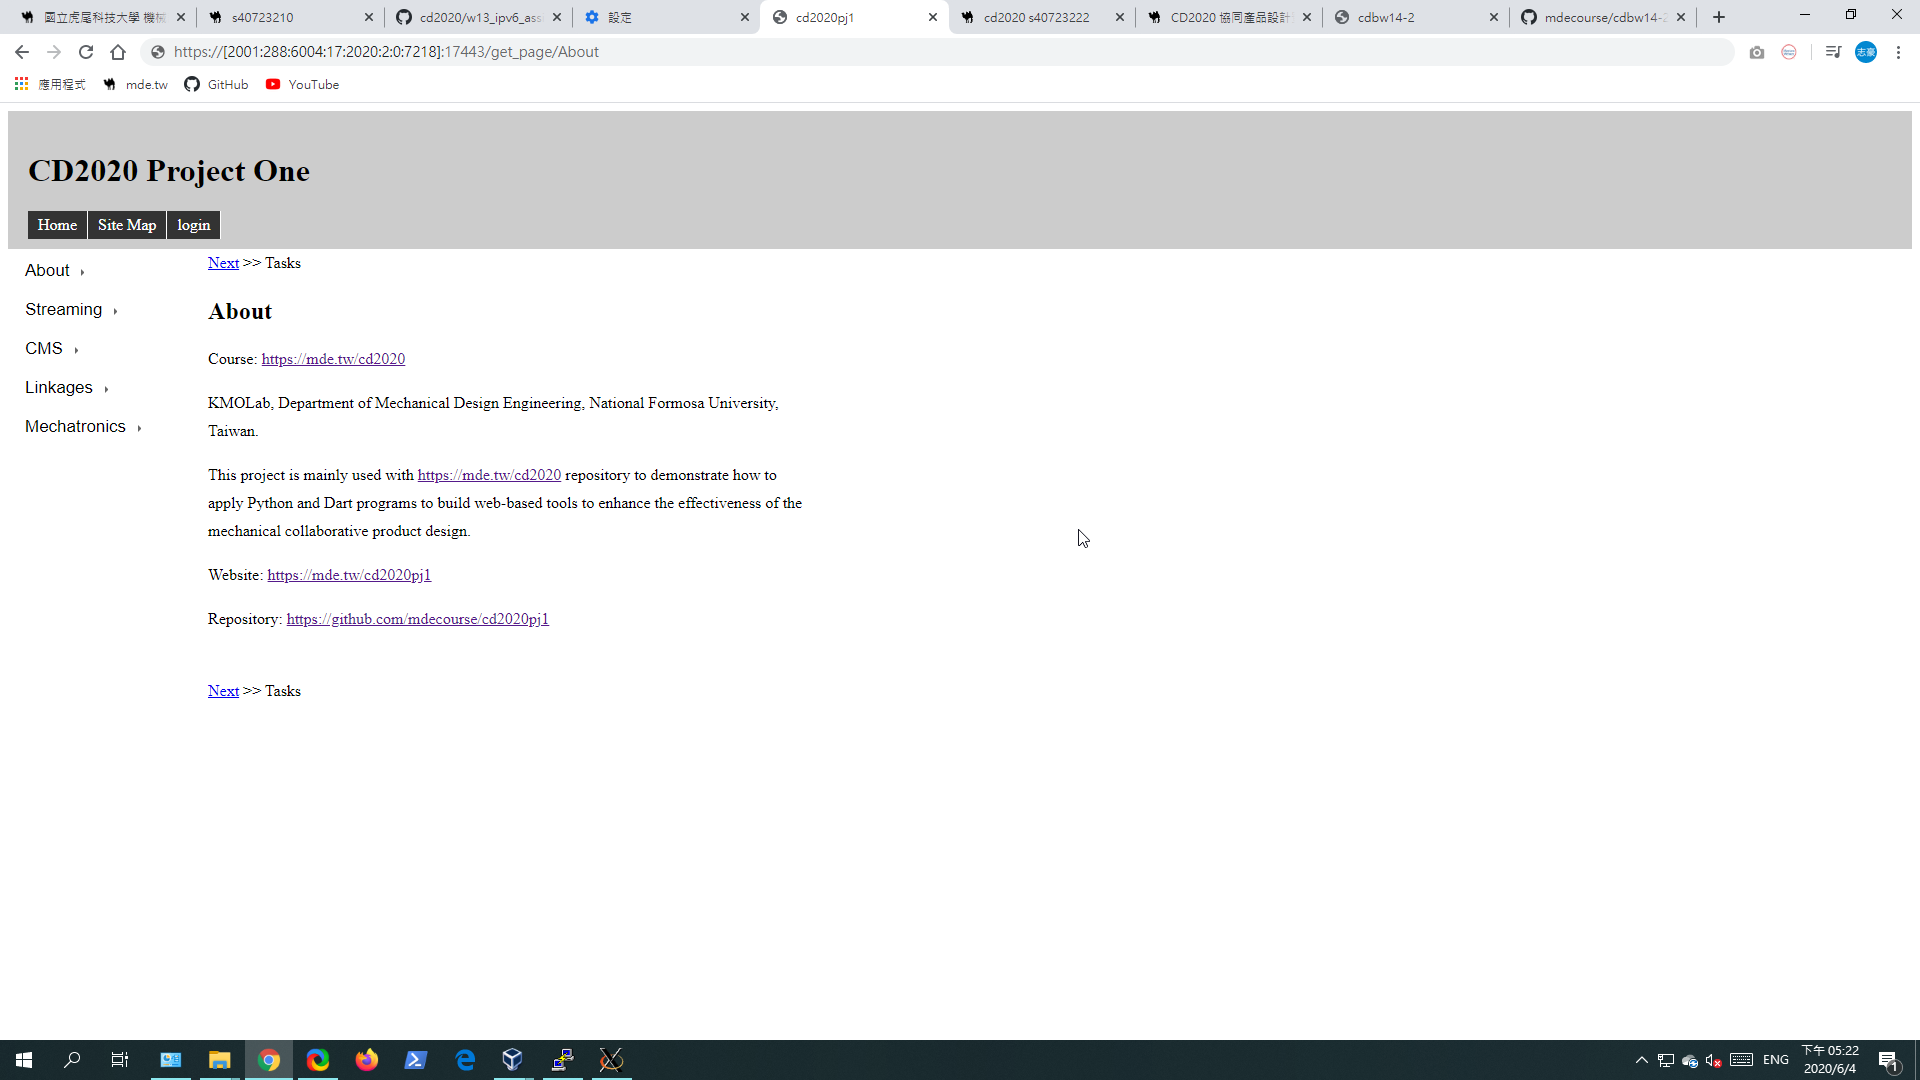 國立虎尾科技大學 機械
s40723210
cd2020/w13_ipv6_ass
設定
cd2020pj1
cd2020 s40723222
CD2020 協同產品設計
cdbw14-2
mdecourse/cdbw14-2
https://[2001:288:6004:17:2020:2:0:7218]:17443/get_page/About
志豪
應用程式
mde.tw
GitHub
YouTube
CD2020 Project One
Home
Site Map
login
About
Streaming
CMS
Linkages
Mechatronics
Next >> Tasks
About
Course: https://mde.tw/cd2020
KMOLab, Department of Mechanical Design Engineering, National Formosa University,
Taiwan.
This project is mainly used with https://mde.tw/cd2020 repository to demonstrate how to
apply Python and Dart programs to build web-based tools to enhance the effectiveness of the
mechanical collaborative product design.
Website: https://mde.tw/cd2020pj1
Repository: https://github.com/mdecourse/cd2020pj1
Next >> Tasks
ENG
下午 05:22
2020/6/4
1